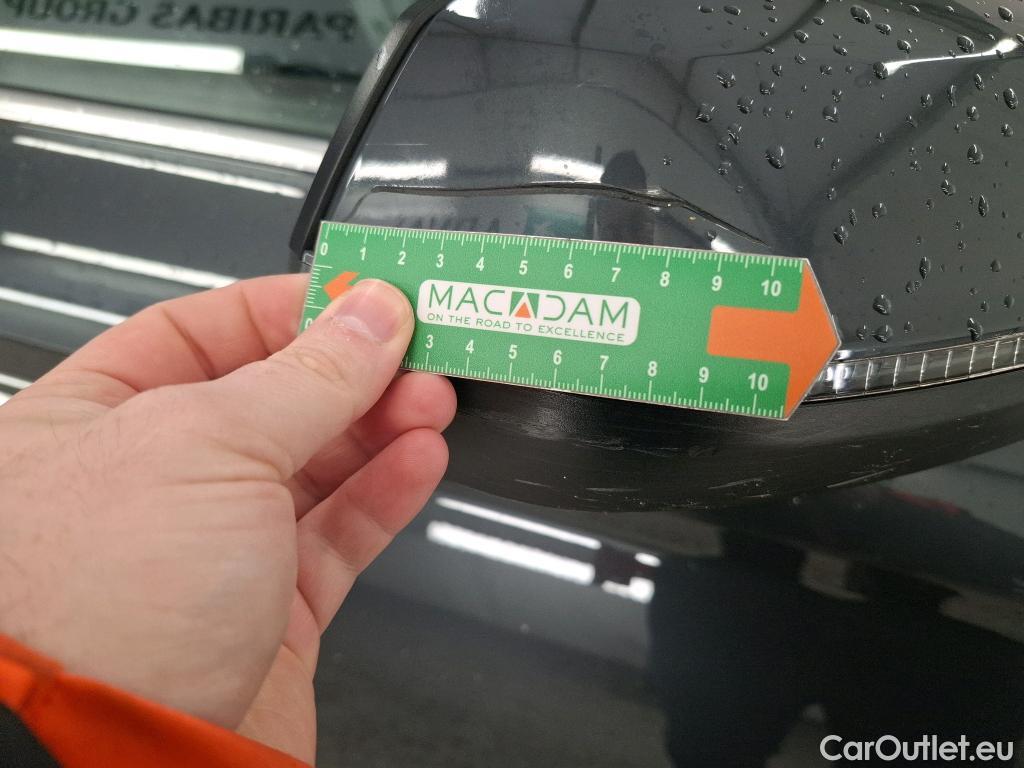 PARIBAS GROUP
0 1 2 3 4 5 6 7 8 9 10
MACADAM
ON THE ROAD TO EXCELLENCE
0 3 4 5 6 7 8 9 10
CarOutlet.eu